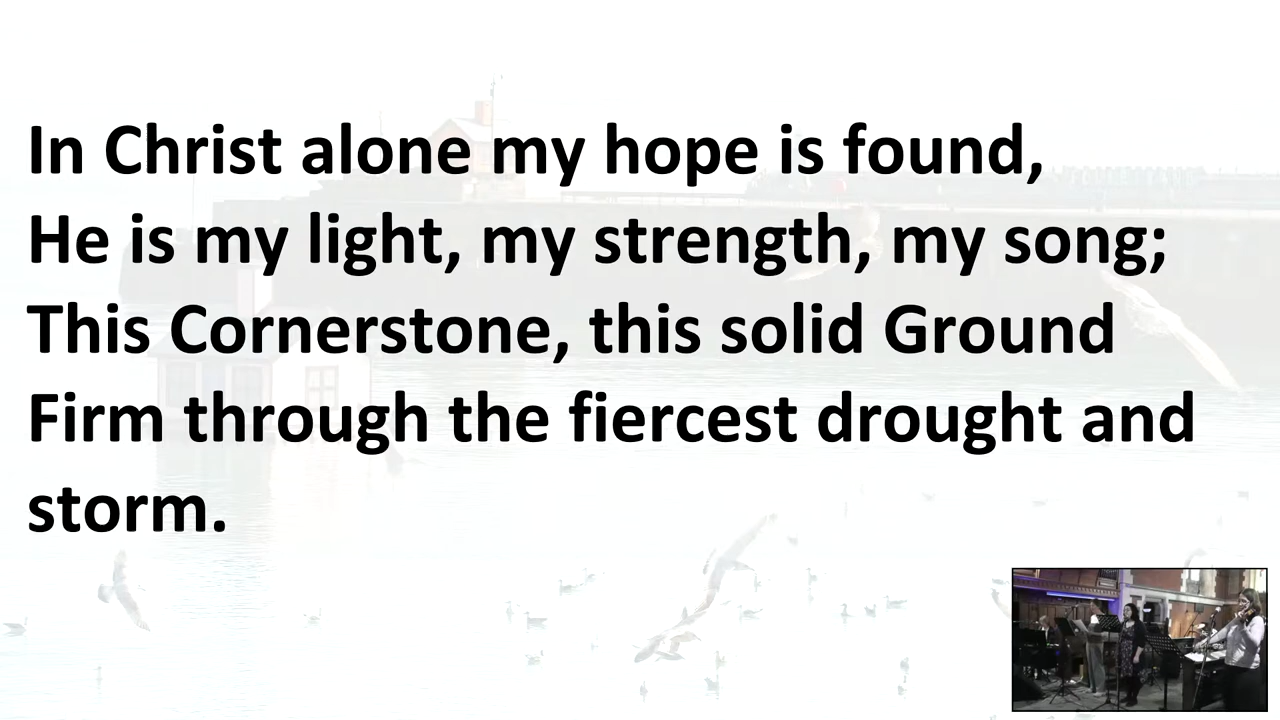 In Christ alone my hope is found,
He is my light, my strength, my song;
This Cornerstone, this solid Ground
Firm through the fiercest drought and
storm.